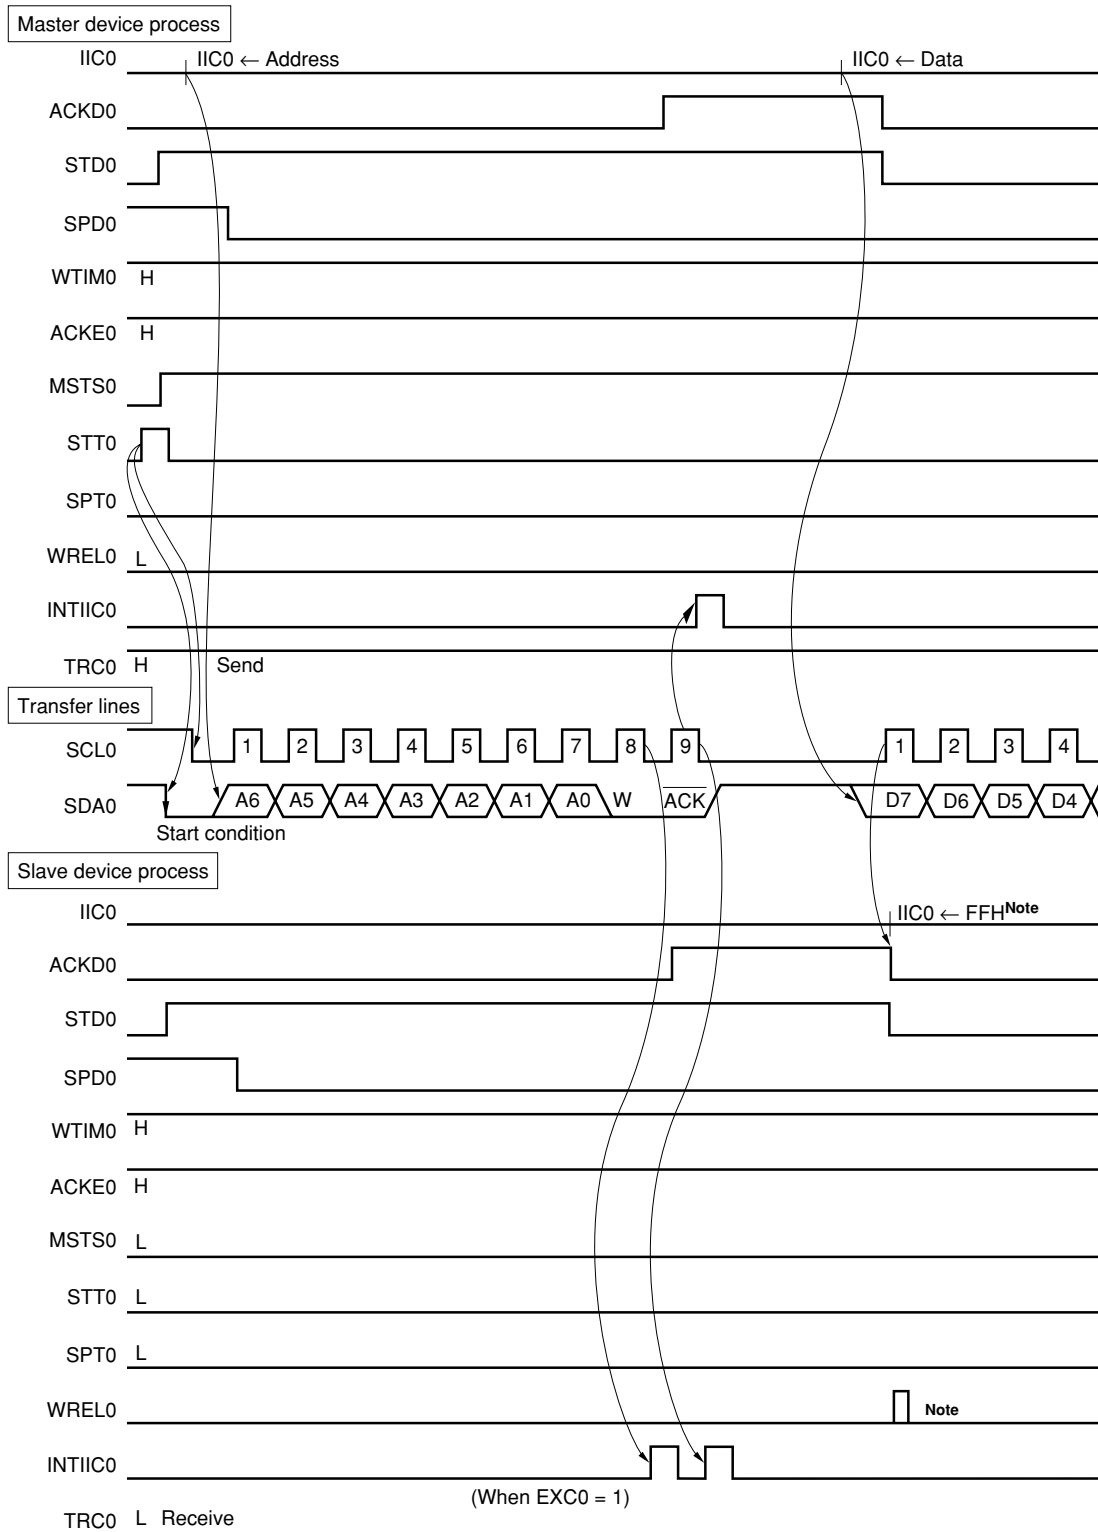 Master device process
IIC0 IIC0 ← Address IIC0 ← Data
ACKD0
STD0
SPD0
WTIM0 H
ACKE0 H
MSTS0
STT0
SPT0
WREL0 L
INTIIC0
TRC0 H Send
Transfer lines
SCL0 1 2 3 4 5 6 7 8 9 1 2 3 4
SDA0 A6 A5 A4 A3 A2 A1 A0 W ACK D7 D6 D5 D4
Start condition
Slave device process
IIC0 IIC0 ← FFH Note
ACKD0
STD0
SPD0
WTIM0 H
ACKE0 H
MSTS0 L
STT0 L
SPT0 L
WREL0 Note
INTIIC0
(When EXC0 = 1)
TRC0 L Receive